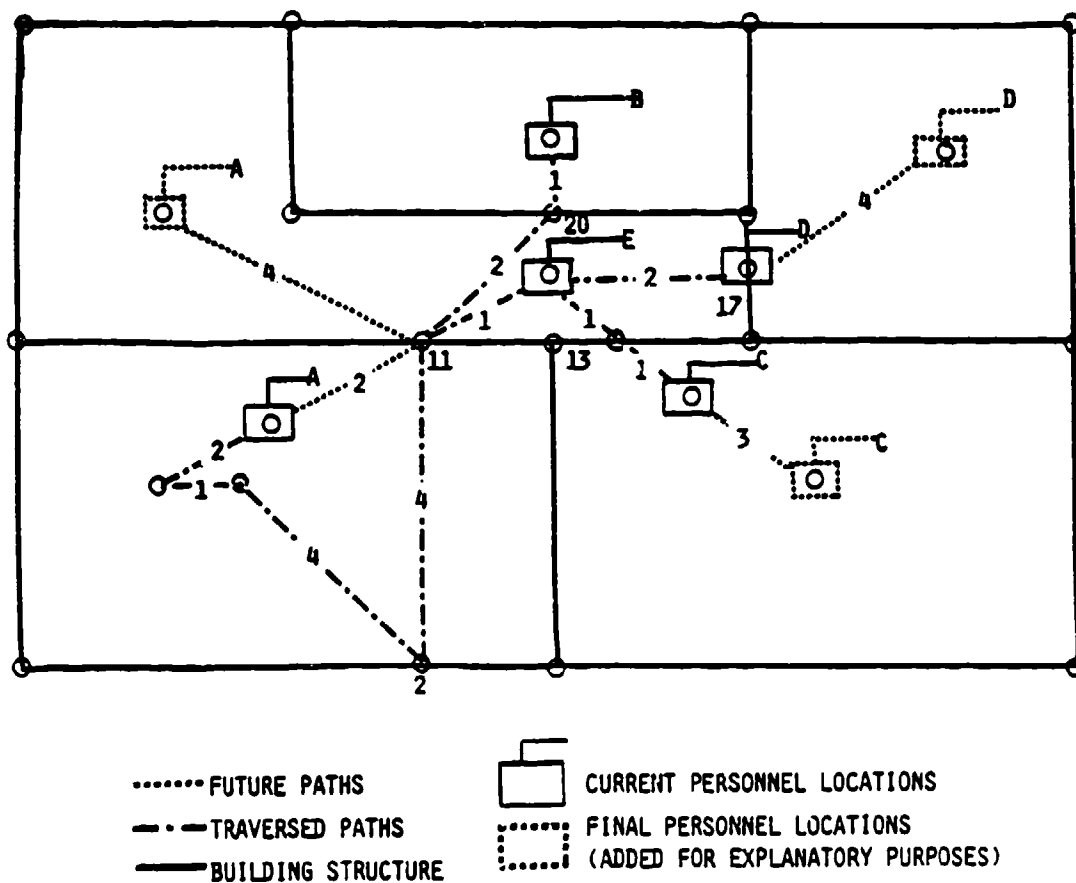 B
D
A
1
4
20
E
D
2
4
2
17
1
1
11
13
1
C
2
A
3
C
2
1
4
4
2
FUTURE PATHS
TRAVERSED PATHS
BUILDING STRUCTURE
CURRENT PERSONNEL LOCATIONS
FINAL PERSONNEL LOCATIONS
(ADDED FOR EXPLANATORY PURPOSES)